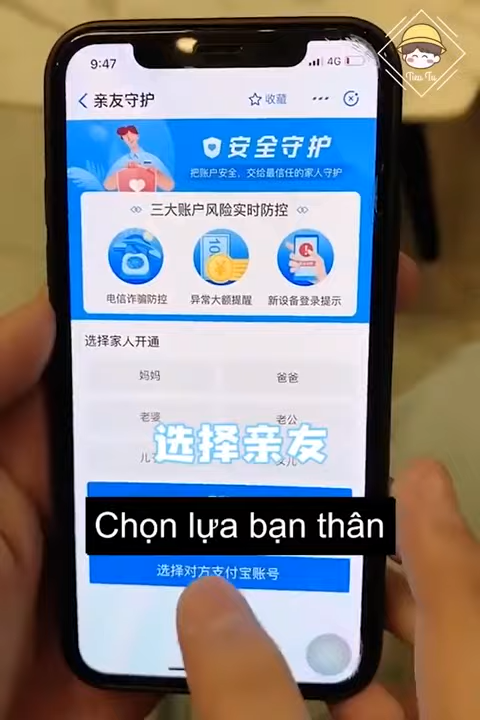 Tieu Tu
9:47
4G
亲友守护
收藏
安全守护
把账户安全，交给最信任的家人守护
三大账户风险实时防控
电信诈骗防控
异常大额提醒
新设备登录提示
选择家人开通
妈妈
爸爸
老婆
老公
选择亲友
Chọn lựa bạn thân
选择对方支付宝账号